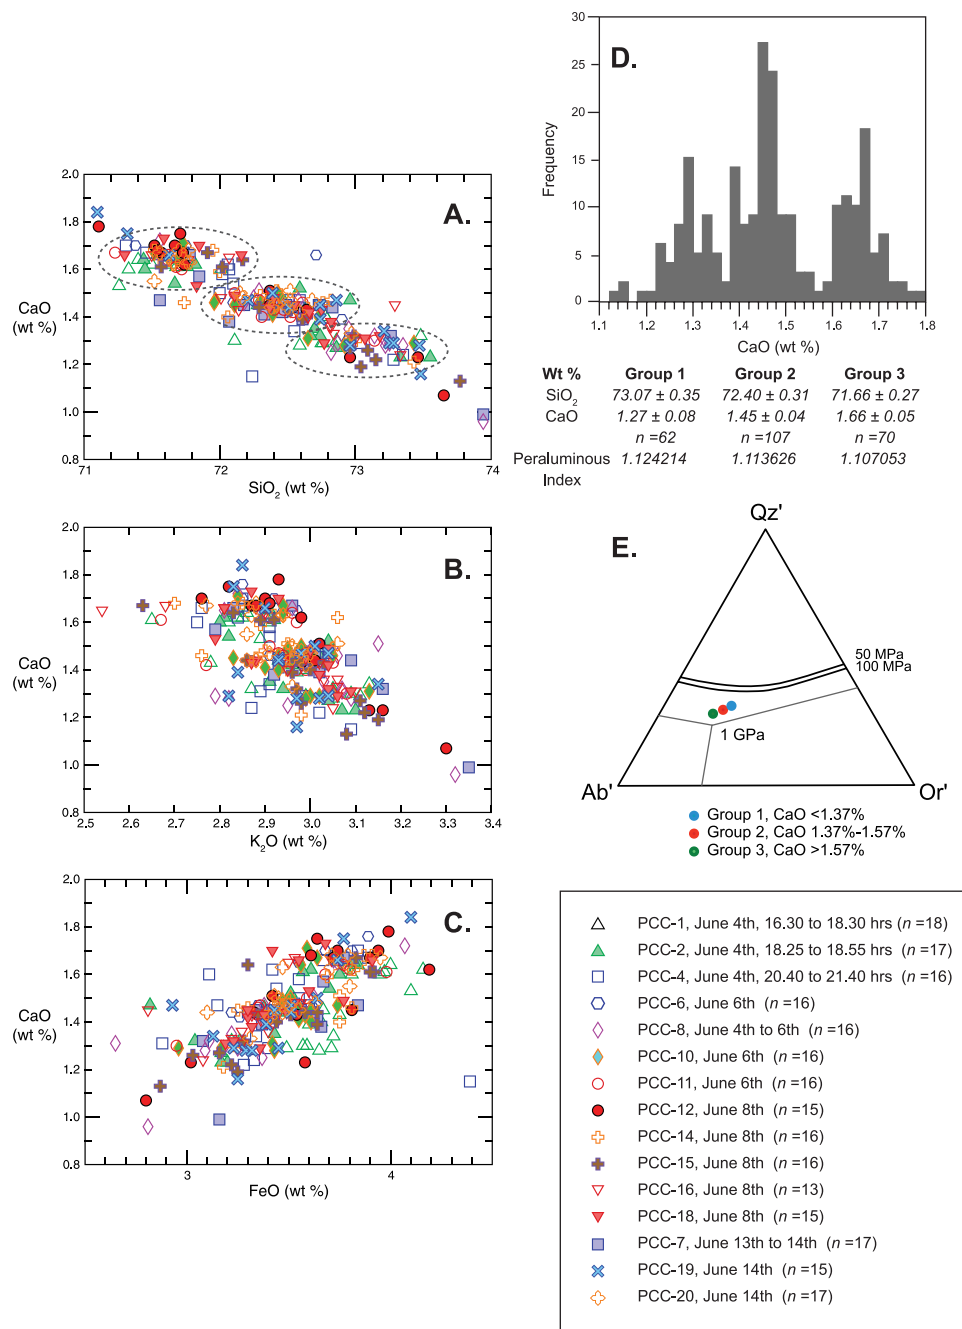 A.
2.0
1.8
1.6
1.4
1.2
1.0
0.8
CaO
(wt %)
71
72
73
74
SiO2 (wt %)
B.
2.0
1.8
1.6
1.4
1.2
1.0
0.8
CaO
(wt %)
2.5
2.6
2.7
2.8
2.9
3.0
3.1
3.2
3.3
3.4
K2O (wt %)
C.
2.0
1.8
1.6
1.4
1.2
1.0
0.8
CaO
(wt %)
3
4
FeO (wt %)
D.
30
25
20
15
10
5
0
Frequency
1.1
1.2
1.3
1.4
1.5
1.6
1.7
1.8
CaO (wt %)
Wt % Group 1 Group 2 Group 3
SiO2 73.07 ± 0.35 72.40 ± 0.31 71.66 ± 0.27
CaO 1.27 ± 0.08 1.45 ± 0.04 1.66 ± 0.05
n =62 n =107 n =70
Peraluminous 1.124214 1.113626 1.107053
Index
E.
Qz'
50 MPa
100 MPa
1 GPa
Ab'
Or'
Group 1, CaO <1.37%
Group 2, CaO 1.37%-1.57%
Group 3, CaO >1.57%
PCC-1, June 4th, 16.30 to 18.30 hrs (n =18)
PCC-2, June 4th, 18.25 to 18.55 hrs (n =17)
PCC-4, June 4th, 20.40 to 21.40 hrs (n =16)
PCC-6, June 6th (n =16)
PCC-8, June 4th to 6th (n =16)
PCC-10, June 6th (n =16)
PCC-11, June 6th (n =16)
PCC-12, June 8th (n =15)
PCC-14, June 8th (n =16)
PCC-15, June 8th (n =16)
PCC-16, June 8th (n =13)
PCC-18, June 8th (n =15)
PCC-7, June 13th to 14th (n =17)
PCC-19, June 14th (n =15)
PCC-20, June 14th (n =17)